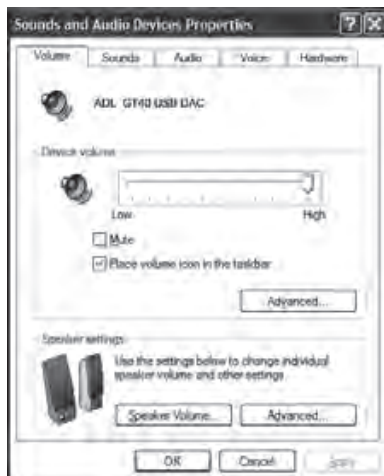 Sounds and Audio Devices Properties
Volume Sounds Audio Voice Hardware
ADL GT40 USB DAC
Device volume
Low High
Mute
Place volume icon in the taskbar
Advanced...
Speaker settings
Use the settings below to change individual
speaker volume and other settings
Speaker Volume... Advanced...
OK Cancel Apply